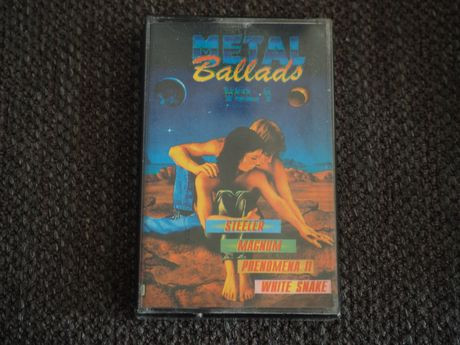 METAL
Ballads
STEELER
MAGNUM
PHENOMENA II
WHITE SNAKE